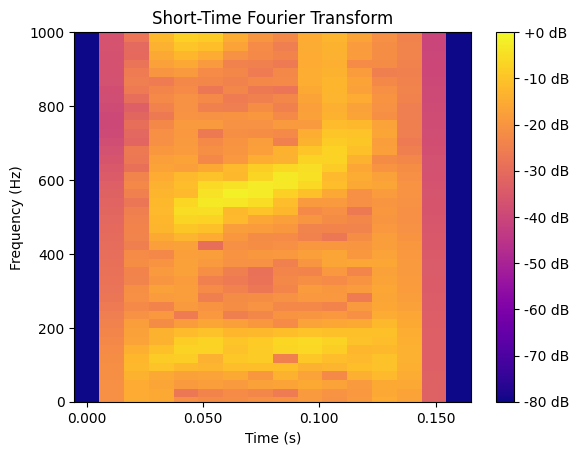 Short-Time Fourier Transform
Frequency (Hz)
1000
800
600
400
200
0
0.000
0.050
0.100
0.150
Time (s)
+0 dB
-10 dB
-20 dB
-30 dB
-40 dB
-50 dB
-60 dB
-70 dB
-80 dB